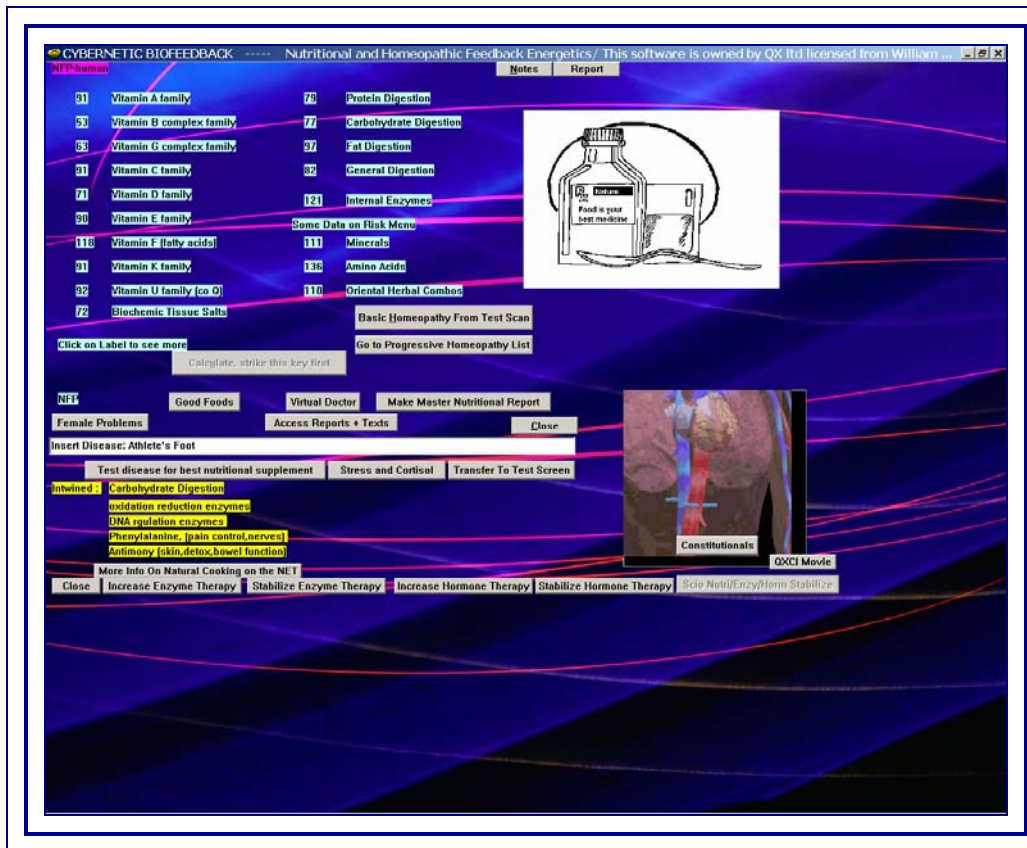 CYBERNETIC BIOFEEDBACK ----- Nutritional and Homeopathic Feedback Energetics/ This software is owned by QX ltd licensed from William ...
NFP-human
Notes Report
91 Vitamin A family 79 Protein Digestion
53 Vitamin B complex family 77 Carbohydrate Digestion
63 Vitamin G complex family 97 Fat Digestion
91 Vitamin C family 82 General Digestion
71 Vitamin D family 121 Internal Enzymes
90 Vitamin E family Some Data on Risk Menu
118 Vitamin F (fatty acids) 111 Minerals
91 Vitamin K family 136 Amino Acids
92 Vitamin U family (co Q) 110 Oriental Herbal Combos
72 Biochemic Tissue Salts
Nature
Food is your
best medicine
Basic Homeopathy From Test Scan
Click on Label to see more Go to Progressive Homeopathy List
Calculate, strike this key first
NFP Good Foods Virtual Doctor Make Master Nutritional Report
Female Problems Access Reports + Texts Close
Insert Disease: Athlete's Foot
Test disease for best nutritional supplement Stress and Cortisol Transfer To Test Screen
Intwined : Carbohydrate Digestion
oxidation reduction enzymes
DNA rgulation enzymes
Phenylalanine, (pain control,nerves)
Antimony (skin,detox,bowel function)
Constitutionals
QXCI Movie
More Info On Natural Cooking on the NET
Close Increase Enzyme Therapy Stabilize Enzyme Therapy Increase Hormone Therapy Stabilize Hormone Therapy Scio Nutri/Enzy/Horm Stabilize